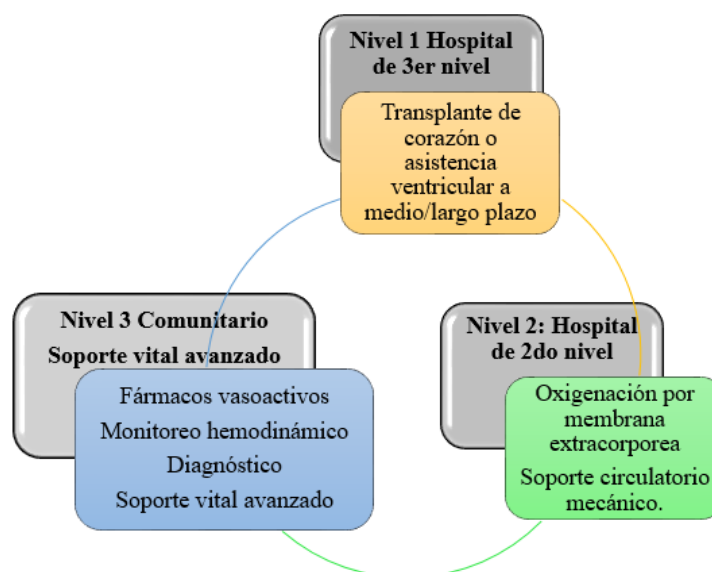 Nivel 1 Hospital
de 3er nivel
Transplante de
corazón o
asistencia
ventricular a
medio/largo plazo
Nivel 3 Comunitario
Soporte vital avanzado
Fármacos vasoactivos
Monitoreo hemodinámico
Diagnóstico
Soporte vital avanzado
Nivel 2: Hospital
de 2do nivel
Oxigenación por
membrana
extracorporea
Soporte circulatorio
mecánico.